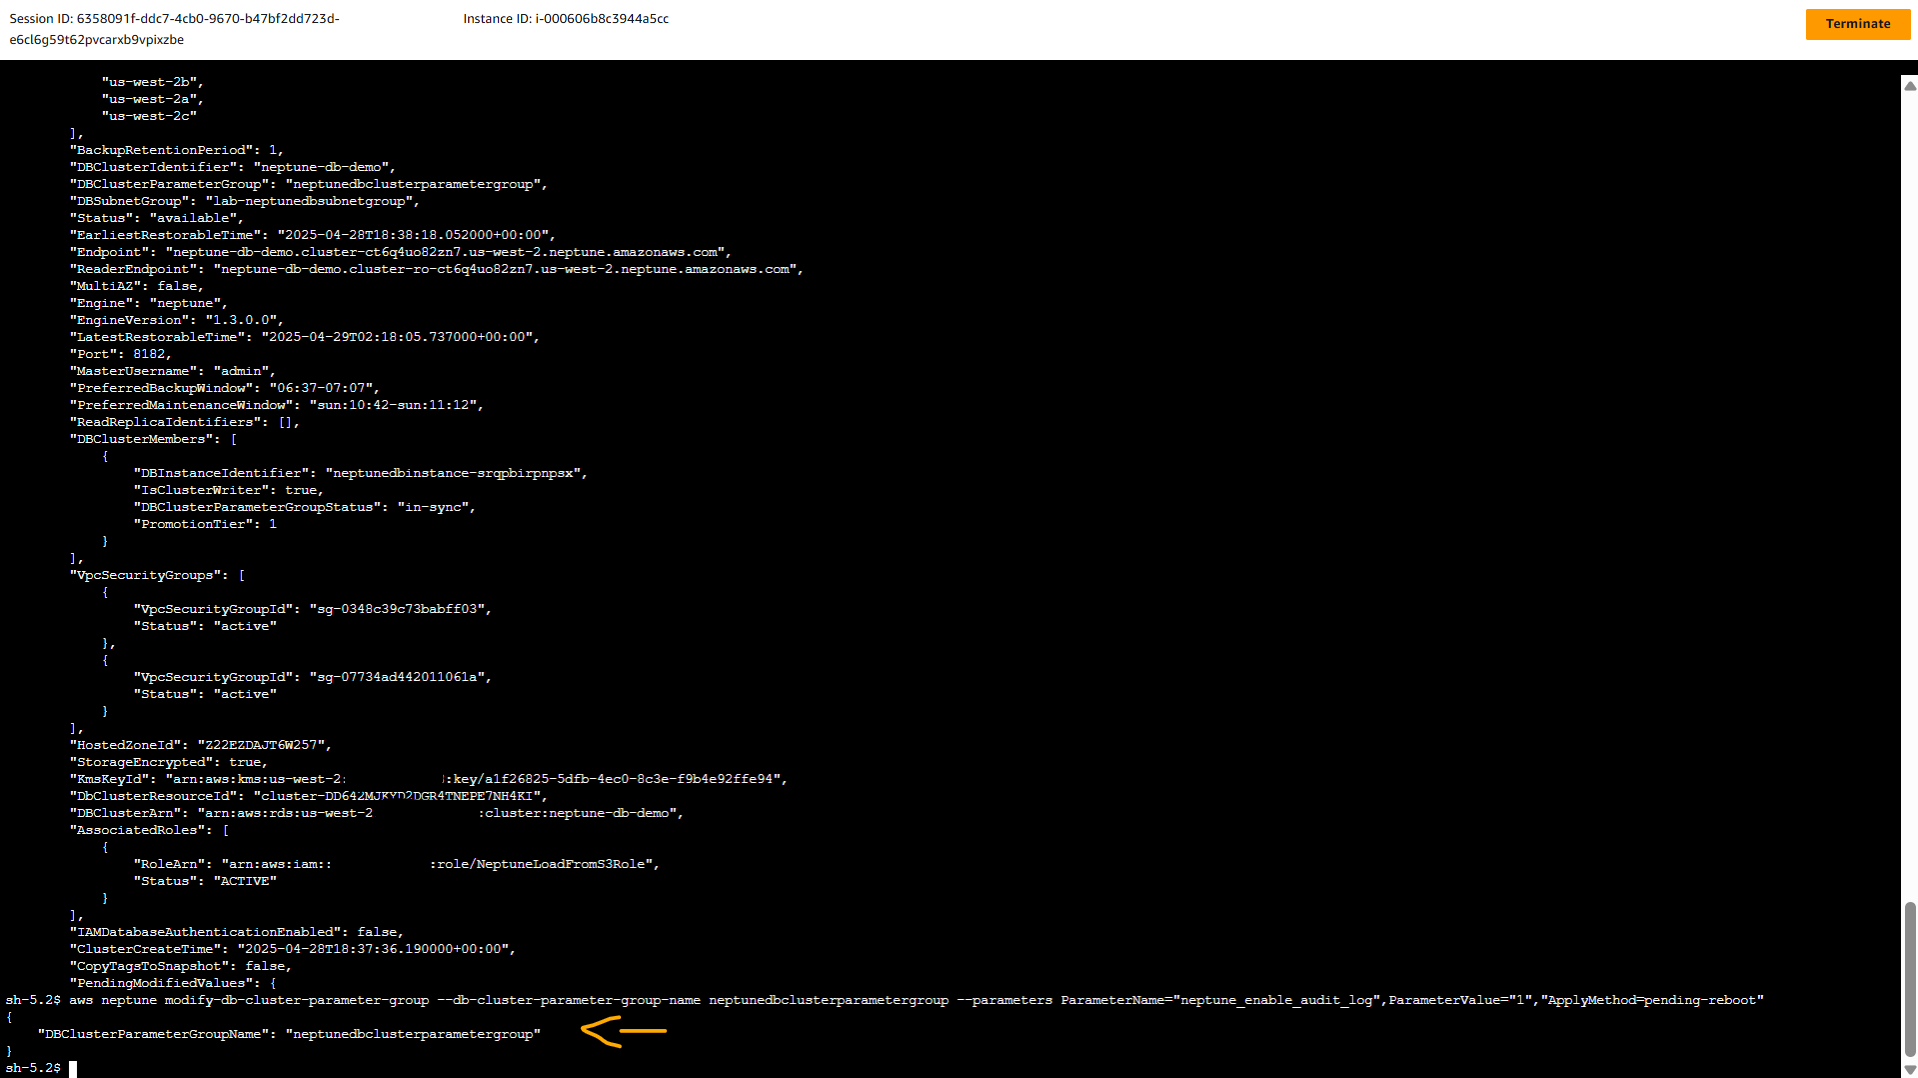 Session ID: 6358091f-ddc7-4cb0-9670-b47bf2dd723d-
e6cl6g59t62pvcarxb9vpixzbe
Instance ID: i-000606b8c3944a5cc
Terminate
"us-west-2b",
"us-west-2a",
"us-west-2c"
],
"BackupRetentionPeriod": 1,
"DBClusterIdentifier": "neptune-db-demo",
"DBClusterParameterGroup": "neptunedbclusterparametergroup",
"DBSubnetGroup": "lab-neptunedbsubnetgroup",
"Status": "available",
"EarliestRestorableTime": "2025-04-28T18:38:18.052000+00:00",
"Endpoint": "neptune-db-demo.cluster-ct6q4uo82zn7.us-west-2.neptune.amazonaws.com",
"ReaderEndpoint": "neptune-db-demo.cluster-ro-ct6q4uo82zn7.us-west-2.neptune.amazonaws.com",
"MultiAZ": false,
"Engine": "neptune",
"EngineVersion": "1.3.0.0",
"LatestRestorableTime": "2025-04-29T02:18:05.737000+00:00",
"Port": 8182,
"MasterUsername": "admin",
"PreferredBackupWindow": "06:37-07:07",
"PreferredMaintenanceWindow": "sun:10:42-sun:11:12",
"ReadReplicaIdentifiers": [],
"DBClusterMembers": [
{
"DBInstanceIdentifier": "neptunedbinstance-srqpbirpnpsx",
"IsClusterWriter": true,
"DBClusterParameterGroupStatus": "in-sync",
"PromotionTier": 1
}
],
"VpcSecurityGroups": [
{
"VpcSecurityGroupId": "sg-0348c39c73babff03",
"Status": "active"
},
{
"VpcSecurityGroupId": "sg-07734ad442011061a",
"Status": "active"
}
],
"HostedZoneId": "Z22EZDAJT6W257",
"StorageEncrypted": true,
"KmsKeyId": "arn:aws:kms:us-west-2: :key/a1f26825-5dfb-4ec0-8c3e-f9b4e92ffe94",
"DbClusterResourceId": "cluster-DD642MJKYD2DGR4TNEPE7NH4KI",
"DBClusterArn": "arn:aws:rds:us-west-2 :cluster:neptune-db-demo",
"AssociatedRoles": [
{
"RoleArn": "arn:aws:iam:: :role/NeptuneLoadFromS3Role",
"Status": "ACTIVE"
}
],
"IAMDatabaseAuthenticationEnabled": false,
"ClusterCreateTime": "2025-04-28T18:37:36.190000+00:00",
"CopyTagsToSnapshot": false,
"PendingModifiedValues": {
sh-5.2$ aws neptune modify-db-cluster-parameter-group --db-cluster-parameter-group-name neptunedbclusterparametergroup --parameters ParameterName="neptune_enable_audit_log",ParameterValue="1","ApplyMethod=pending-reboot"
{
"DBClusterParameterGroupName": "neptunedbclusterparametergroup"
}
sh-5.2$